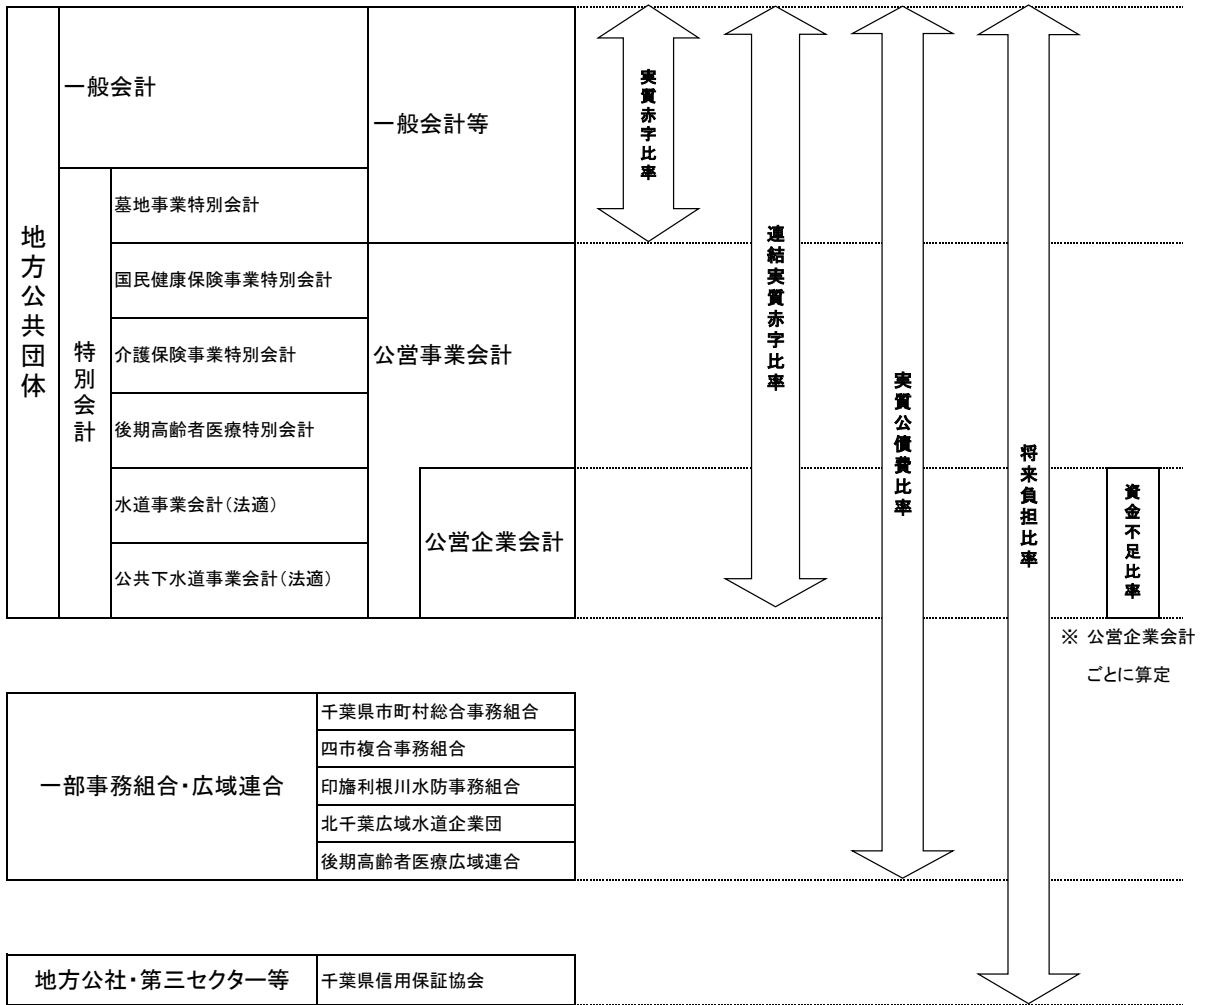 地方公共団体
一般会計
一般会計等
特別会計
墓地事業特別会計
国民健康保険事業特別会計
介護保険事業特別会計
後期高齢者医療特別会計
水道事業会計（法適）
公共下水道事業会計（法適）
公営事業会計
公営企業会計
実質赤字比率
連結実質赤字比率
実質公債費比率
将来負担比率
資金不足比率
※ 公営企業会計
ごとに算定
一部事務組合・広域連合
千葉県市町村総合事務組合
四市複合事務組合
印旛利根川水防事務組合
北千葉広域水道企業団
後期高齢者医療広域連合
地方公社・第三セクター等
千葉県信用保証協会